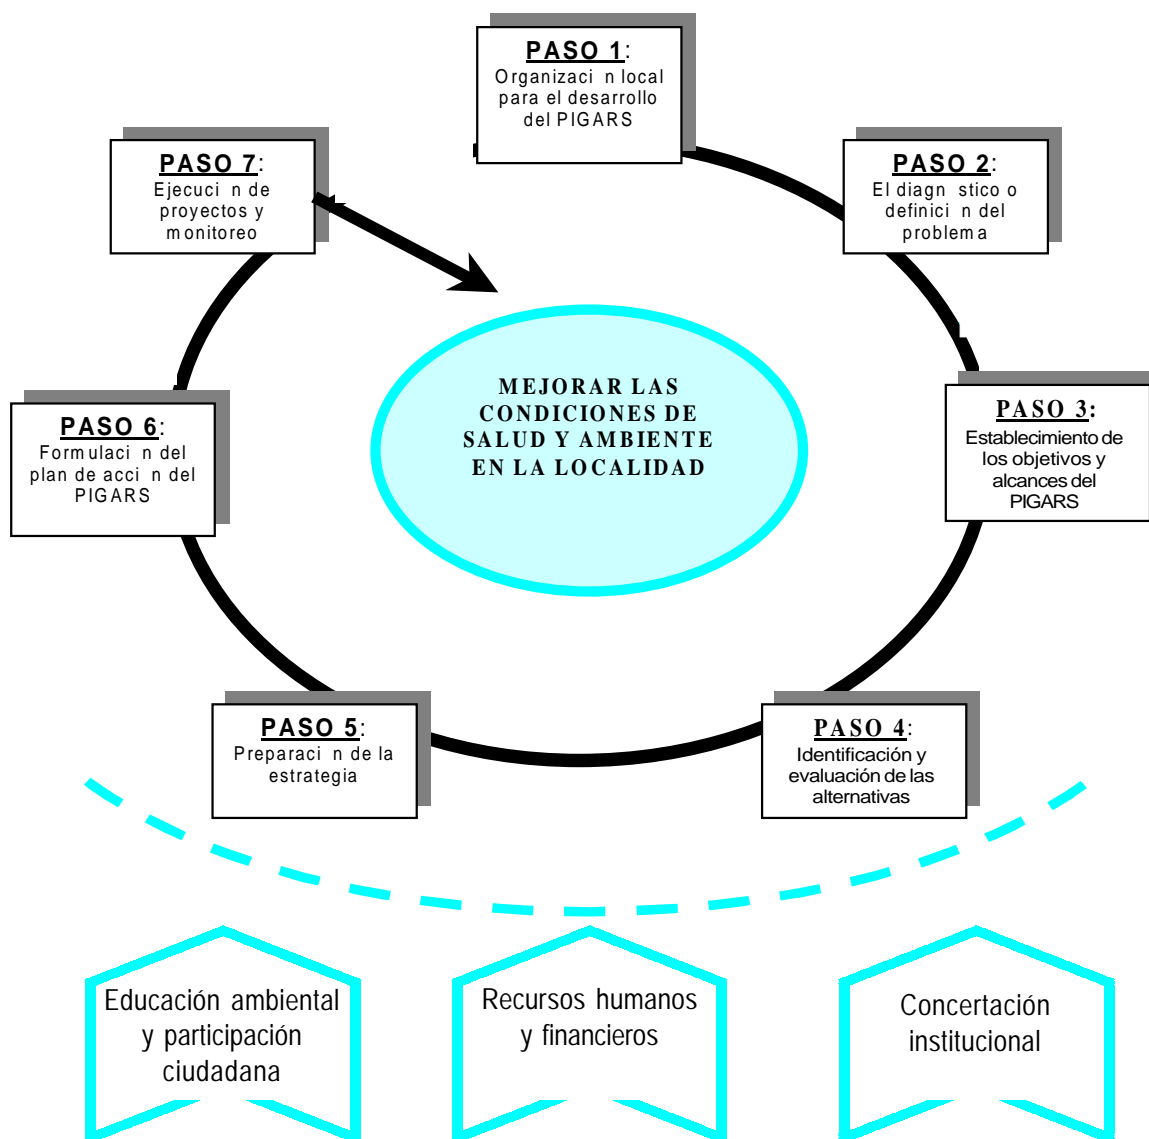 PASO 1:
Organizaci n local
para el desarrollo
del PIGARS
PASO 2:
El diagn stico o
definici n del
problema
PASO 3:
Establecimiento de
los objetivos y
alcances del
PIGARS
PASO 4:
Identificación y
evaluación de las
alternativas
PASO 5:
Preparaci n de la
estrategia
PASO 6:
Formulaci n del
plan de acci n del
PIGARS
PASO 7:
Ejecuci n de
proyectos y
monitoreo
MEJORAR LAS
CONDICIONES DE
SALUD Y AMBIENTE
EN LA LOCALIDAD
Educación ambiental
y participación
ciudadana
Recursos humanos
y financieros
Concertación
institucional